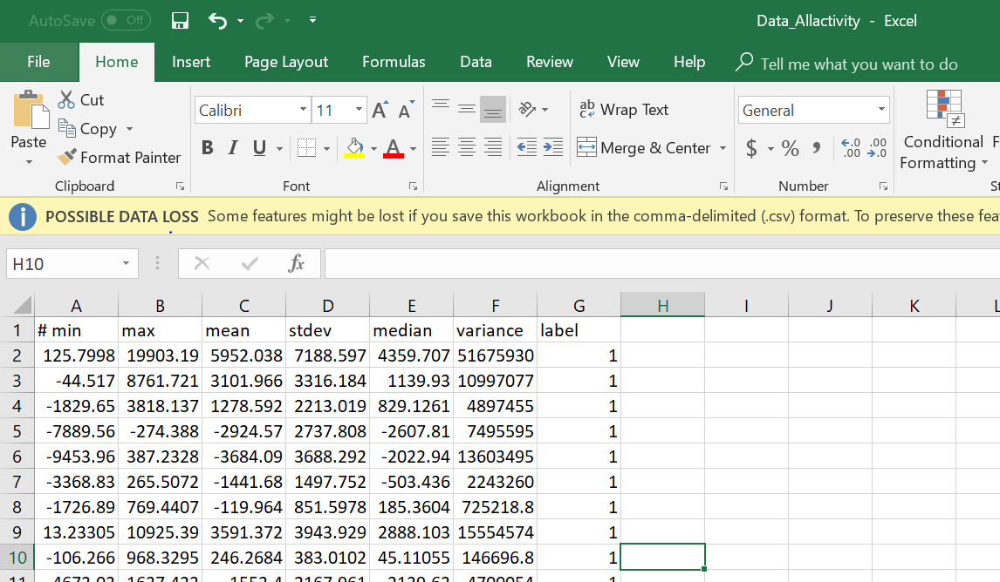 AutoSave Off Data_Allactivity - Excel
File Home Insert Page Layout Formulas Data Review View Help Tell me what you want to do
Cut
Copy
Paste
Format Painter
Clipboard
Calibri 11
B I U A
Font
ab Wrap Text
Merge & Center
Alignment
General
$ % , .0 .00 .00 .0
Number
Conditional
Formatting
POSSIBLE DATA LOSS Some features might be lost if you save this workbook in the comma-delimited (.csv) format. To preserve these fea
H10 fx
A B C D E F G H I J K L
1 # min max mean stdev median variance label
2 125.7998 19903.19 5952.038 7188.597 4359.707 51675930 1
3 -44.517 8761.721 3101.966 3316.184 1139.93 10997077 1
4 -1829.65 3818.137 1278.592 2213.019 829.1261 4897455 1
5 -7889.56 -274.388 -2924.57 2737.808 -2607.81 7495595 1
6 -9453.96 387.2328 -3684.09 3688.292 -2022.94 13603495 1
7 -3368.83 265.5072 -1441.68 1497.752 -503.436 2243260 1
8 -1726.89 769.4407 -119.964 851.5978 185.3604 725218.8 1
9 13.23305 10925.39 3591.372 3943.929 2888.103 15554574 1
10 -106.266 968.3295 246.2684 383.0102 45.11055 146696.8 1